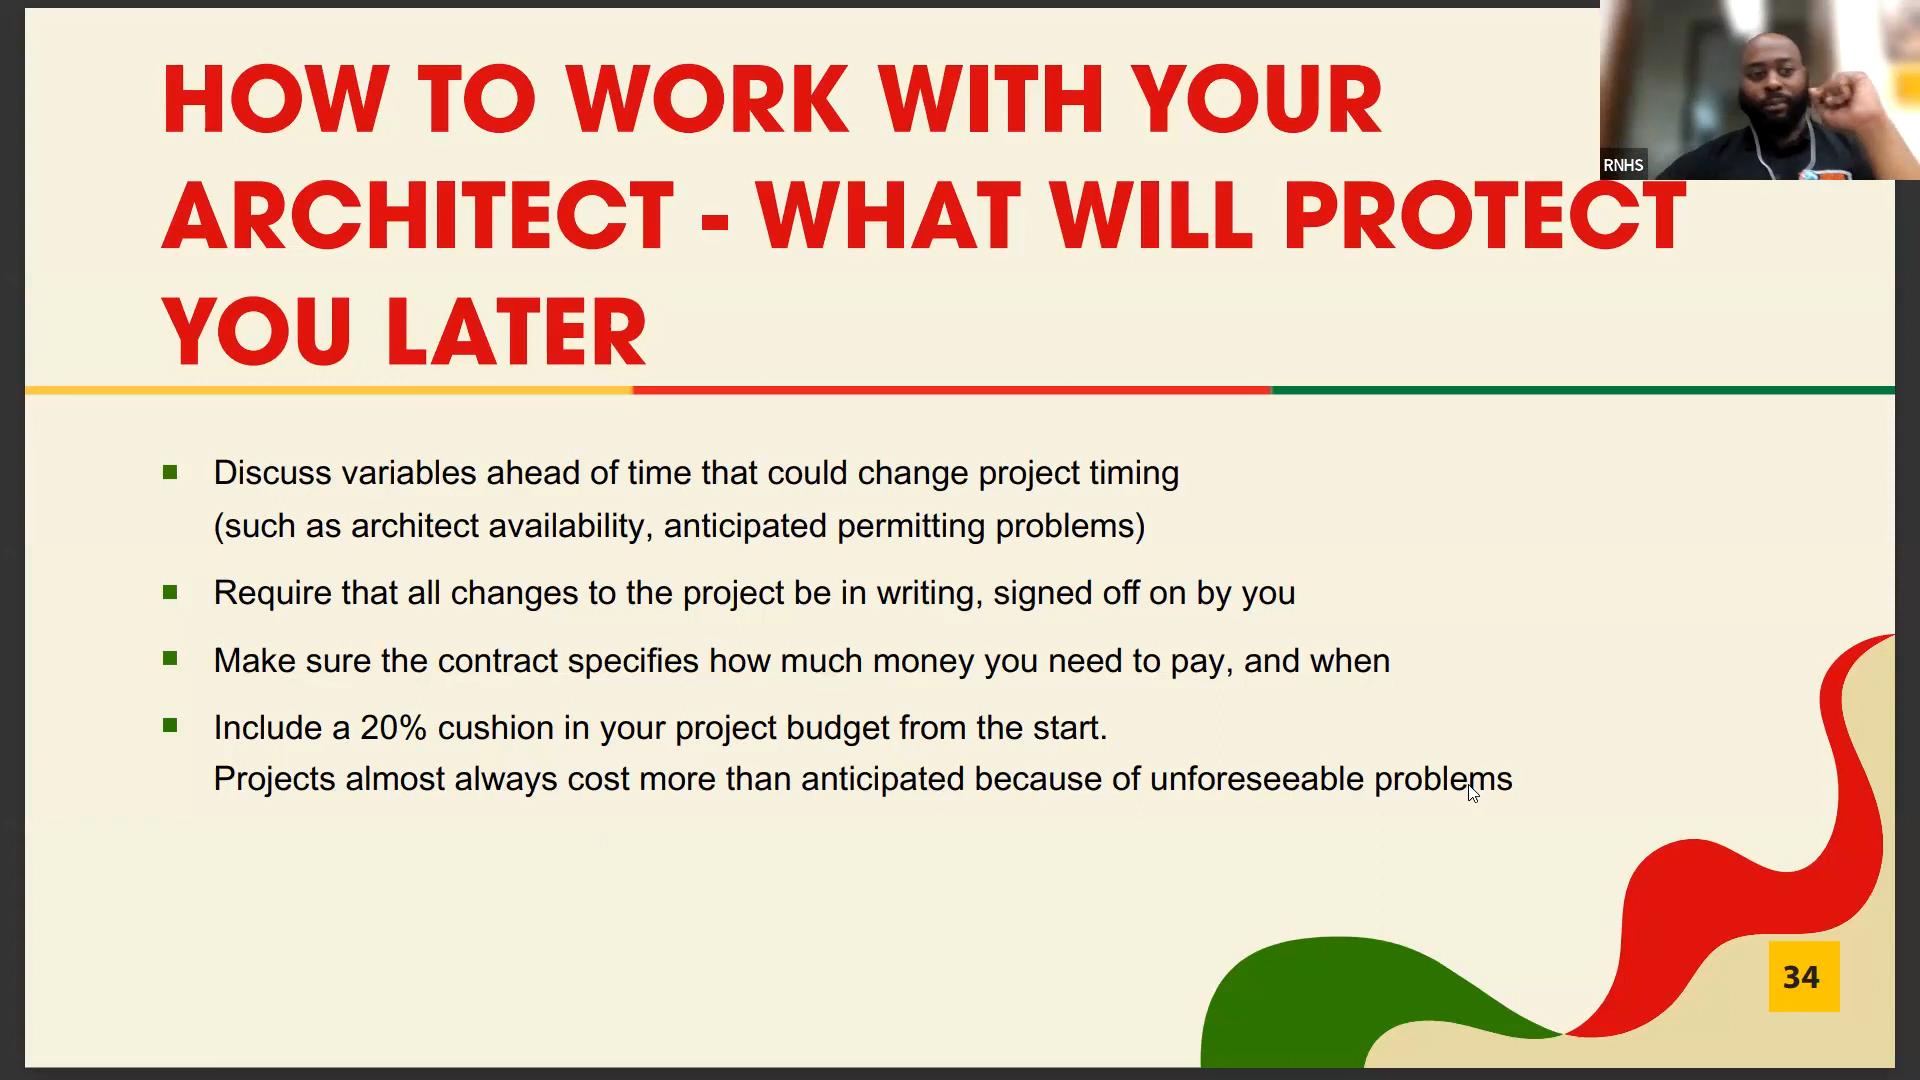 HOW TO WORK WITH YOUR
ARCHITECT - WHAT WILL PROTECT
YOU LATER
RNHS
Discuss variables ahead of time that could change project timing
(such as architect availability, anticipated permitting problems)
Require that all changes to the project be in writing, signed off on by you
Make sure the contract specifies how much money you need to pay, and when
Include a 20% cushion in your project budget from the start.
Projects almost always cost more than anticipated because of unforeseeable problems
34